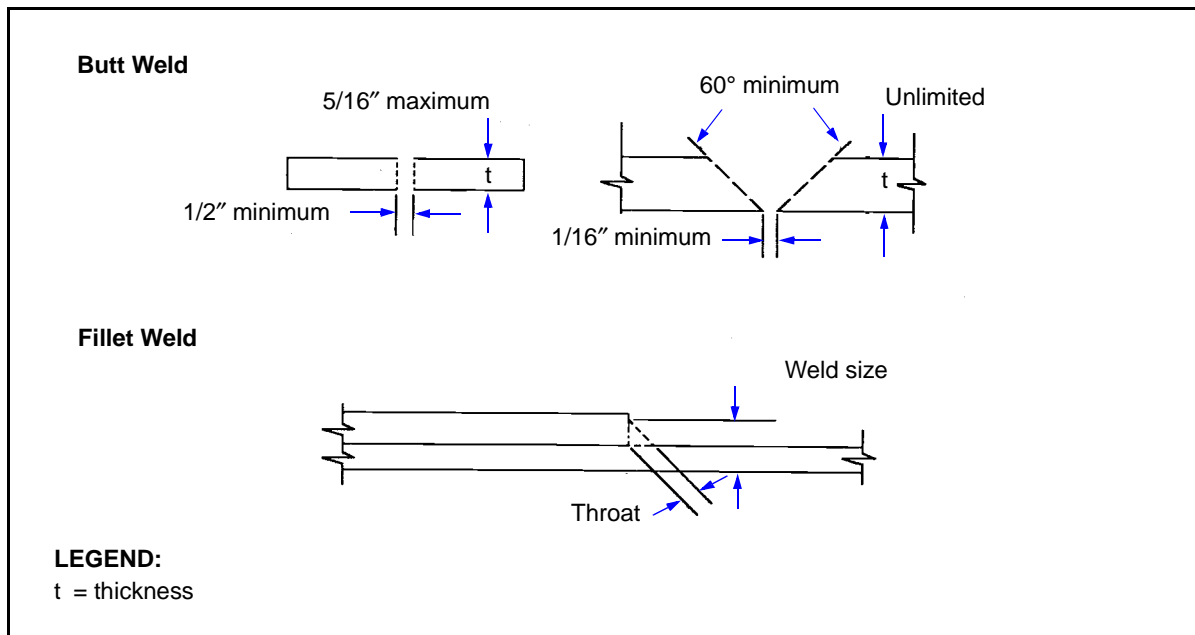 Butt Weld
5/16″ maximum
60° minimum
Unlimited
t
t
1/2″ minimum
1/16″ minimum
Fillet Weld
Weld size
Throat
LEGEND:
t = thickness